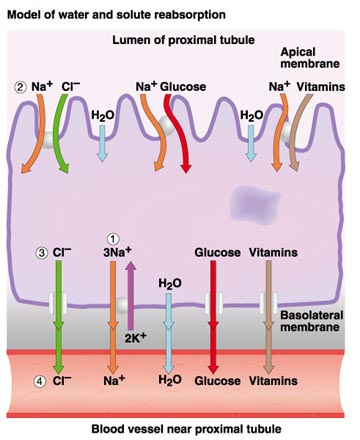 Model of water and solute reabsorption
Lumen of proximal tubule
Apical
membrane
② Na⁺ Cl⁻ Na⁺ Glucose Na⁺ Vitamins
H₂O H₂O
①
③ Cl⁻ 3Na⁺ Glucose Vitamins
H₂O
2K⁺
Basolateral
membrane
④ Cl⁻ Na⁺ H₂O Glucose Vitamins
Blood vessel near proximal tubule